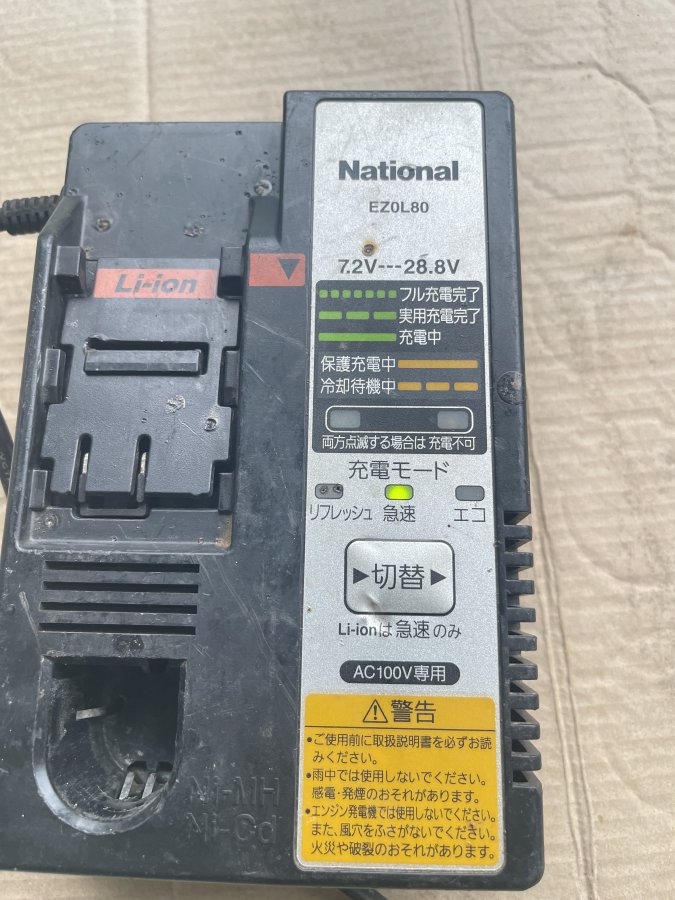 National
EZ0L80
7.2V---28.8V
Li-ion
フル充電完了
実用充電完了
充電中
保護充電中
冷却待機中
両方点滅する場合は 充電不可
充電モード
リフレッシュ 急速 エコ
▶切替▶
Li-ionは 急速 のみ
AC100V専用
⚠警告
•ご使用前に取扱説明書を必ずお読
みください。
•雨中では使用しないでください。
感電・発煙のおそれがあります。
•エンジン発電機では使用しないでください。
また、風穴をふさがないでください。
火災や破裂のおそれがあります。
Ni-MH
Ni-Cd